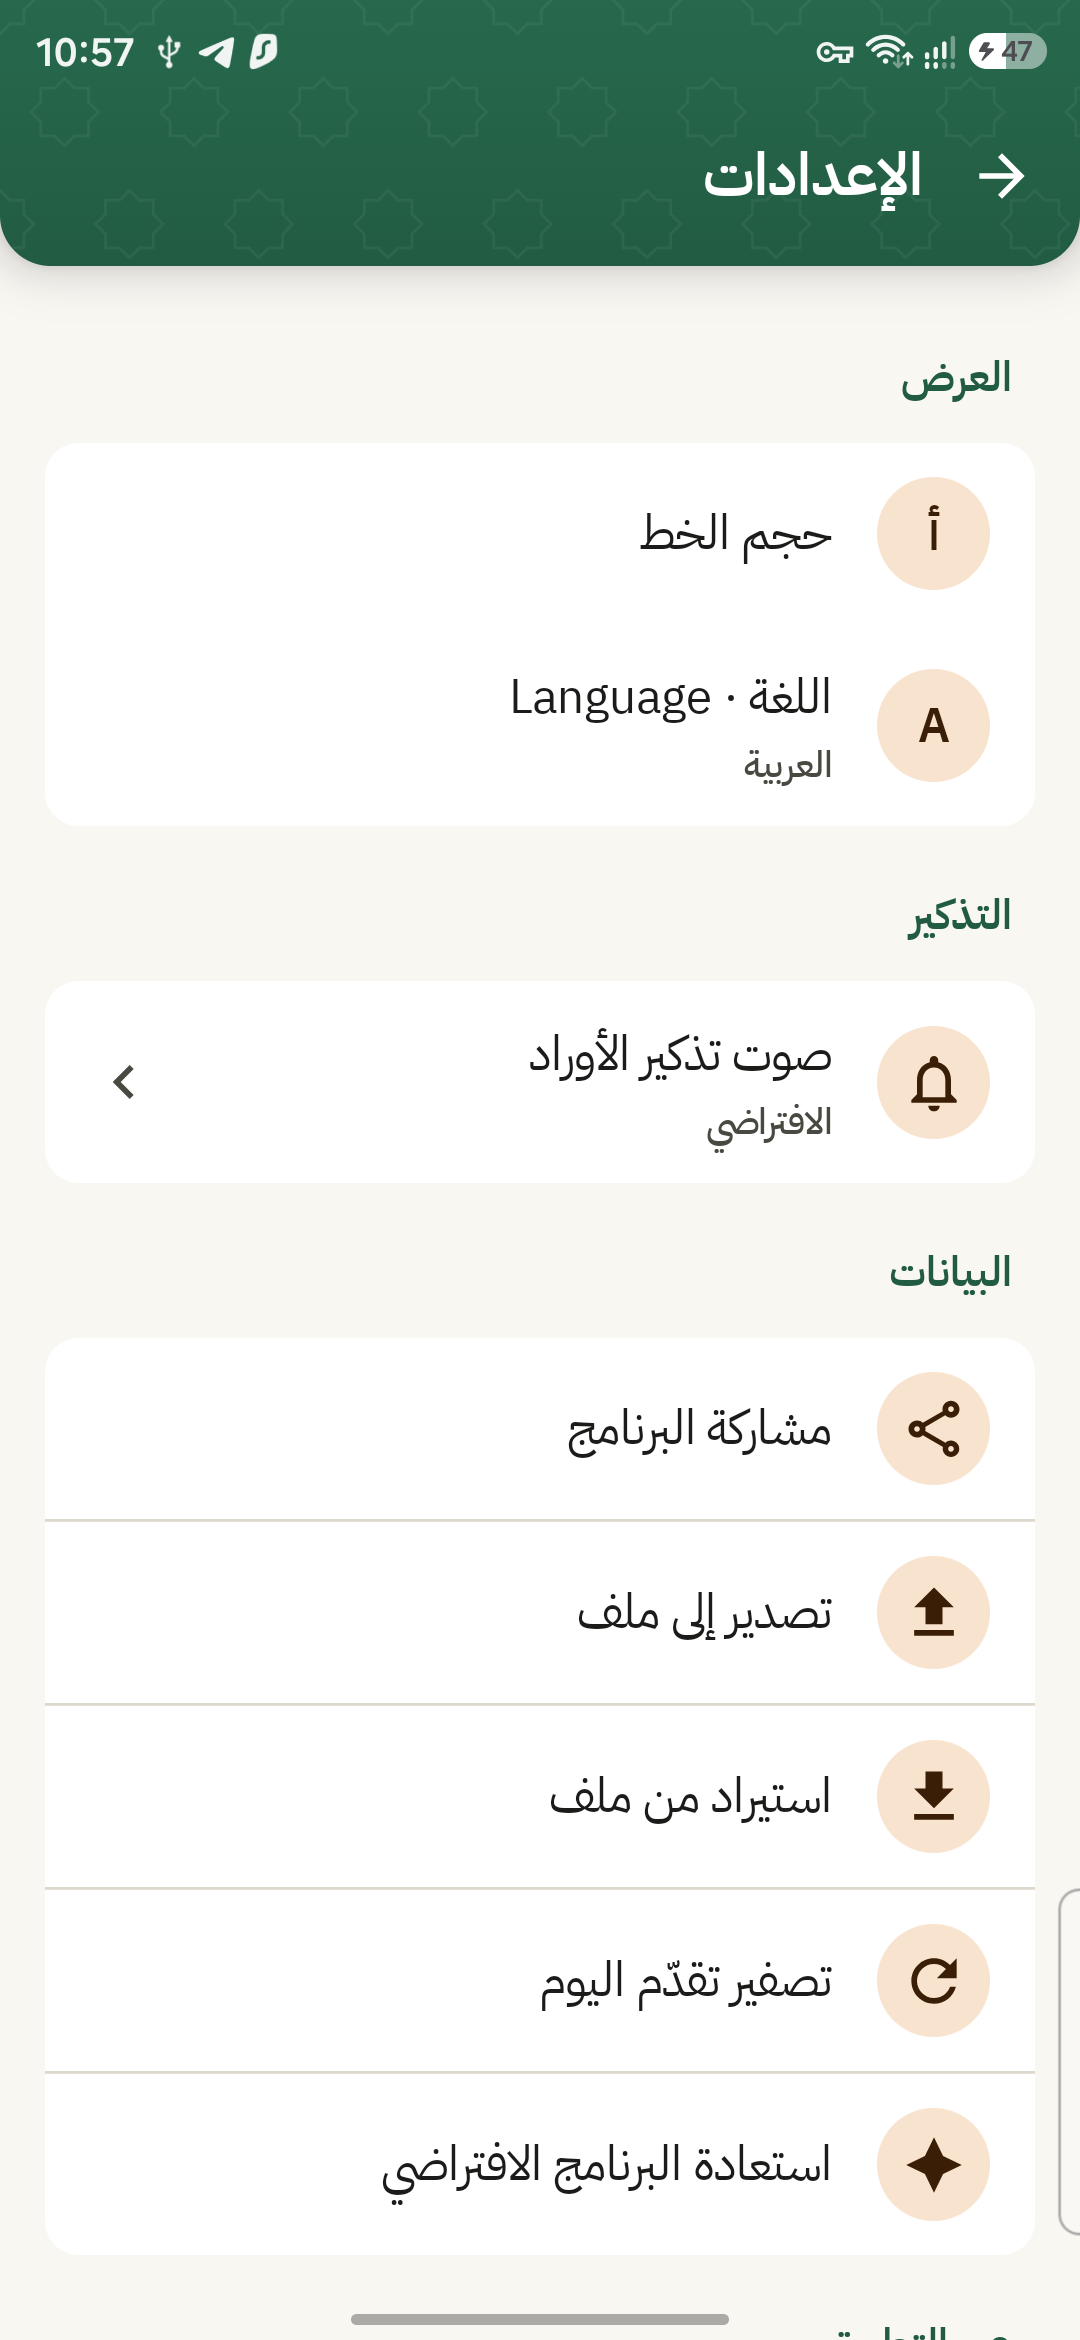 10:57
47
الإعدادات
العرض
أ
حجم الخط
A
اللغة · Language
العربية
التذكير
صوت تذكير الأوراد
الافتراضي
البيانات
مشاركة البرنامج
تصدير إلى ملف
استيراد من ملف
تصفير تقدّم اليوم
استعادة البرنامج الافتراضي